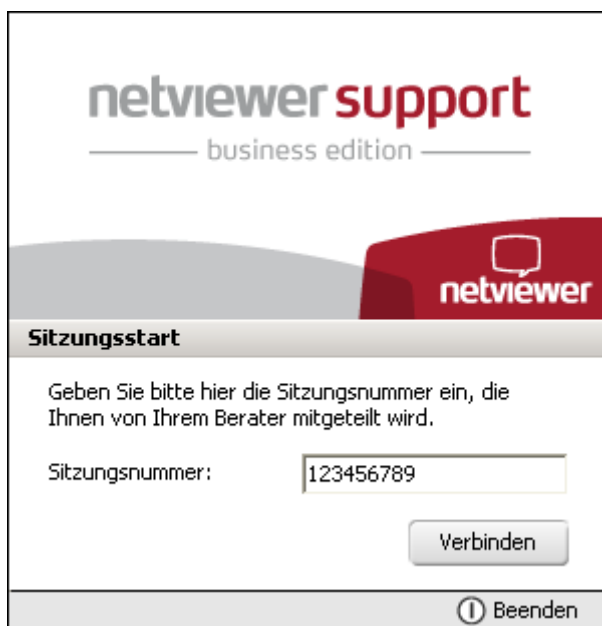 netviewer support
business edition
netviewer
Sitzungsstart
Geben Sie bitte hier die Sitzungsnummer ein, die
Ihnen von Ihrem Berater mitgeteilt wird.
Sitzungsnummer: 123456789
Verbinden
Beenden